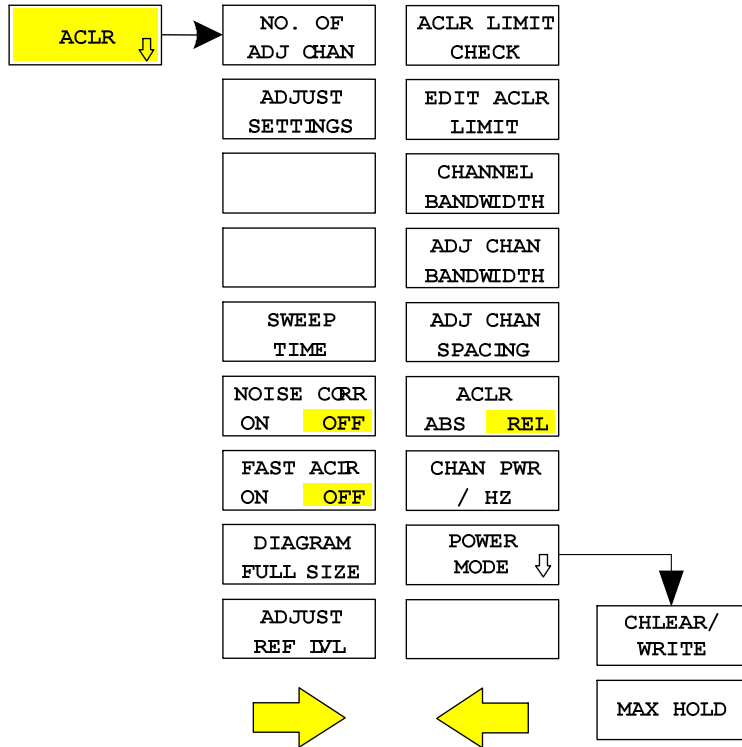 ACLR
NO. OF
ADJ CHAN
ADJUST
SETTINGS
SWEEP
TIME
NOISE CORR
ON OFF
FAST ACLR
ON OFF
DIAGRAM
FULL SIZE
ADJUST
REF LVL
ACLR LIMIT
CHECK
EDIT ACLR
LIMIT
CHANNEL
BANDWIDTH
ADJ CHAN
BANDWIDTH
ADJ CHAN
SPACING
ACLR
ABS REL
CHAN PWR
/ HZ
POWER
MODE
CHLEAR/
WRITE
MAX HOLD